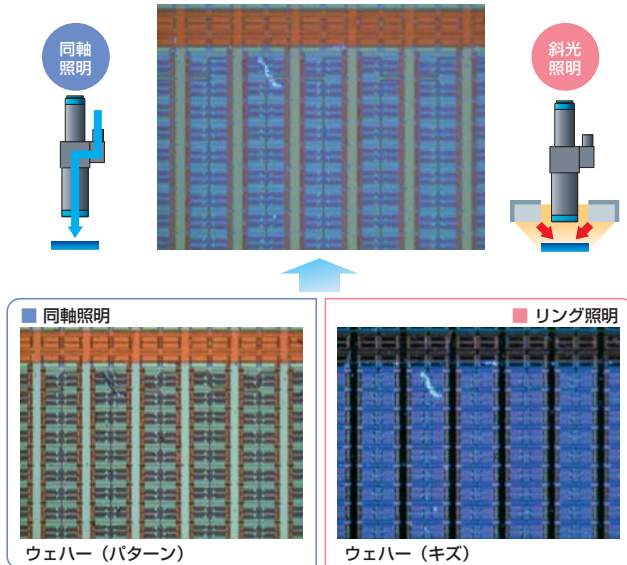 同軸
照明
斜光
照明
■ 同軸照明
■ リング照明
ウェハー（パターン）
ウェハー（キズ）